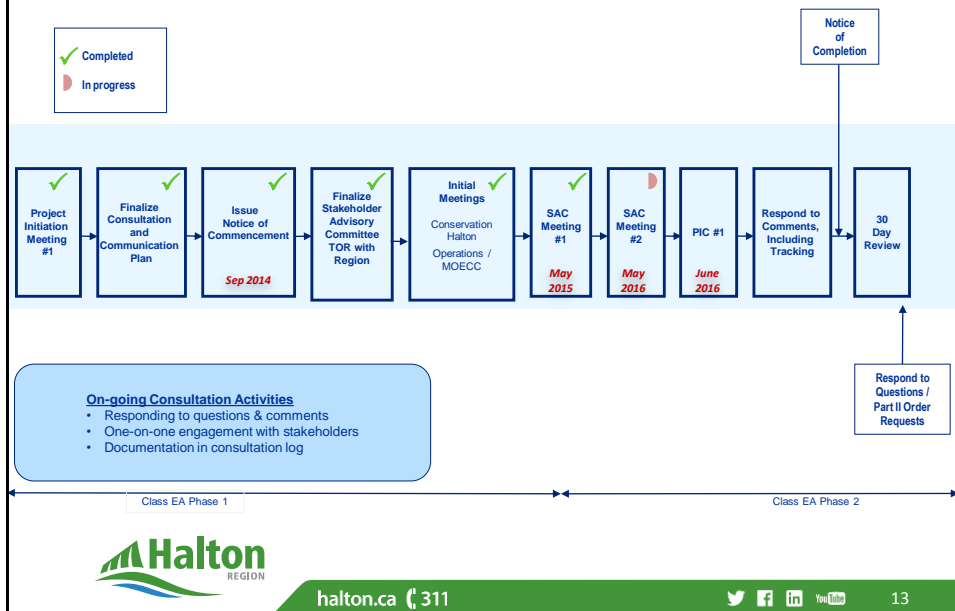 Completed
In progress
Notice
of
Completion
Project
Initiation
Meeting
#1
Finalize
Consultation
and
Communication
Plan
Issue
Notice of
Commencement
Sep 2014
Finalize
Stakeholder
Advisory
Committee
TOR with
Region
Initial
Meetings
Conservation
Halton
Operations /
MOECC
SAC
Meeting
#1
May
2015
SAC
Meeting
#2
May
2016
PIC #1
June
2016
Respond to
Comments,
Including
Tracking
30
Day
Review
Respond to
Questions /
Part II Order
Requests
On-going Consultation Activities
• Responding to questions & comments
• One-on-one engagement with stakeholders
• Documentation in consultation log
Class EA Phase 1
Class EA Phase 2
Halton
REGION
halton.ca 311
You Tube
13